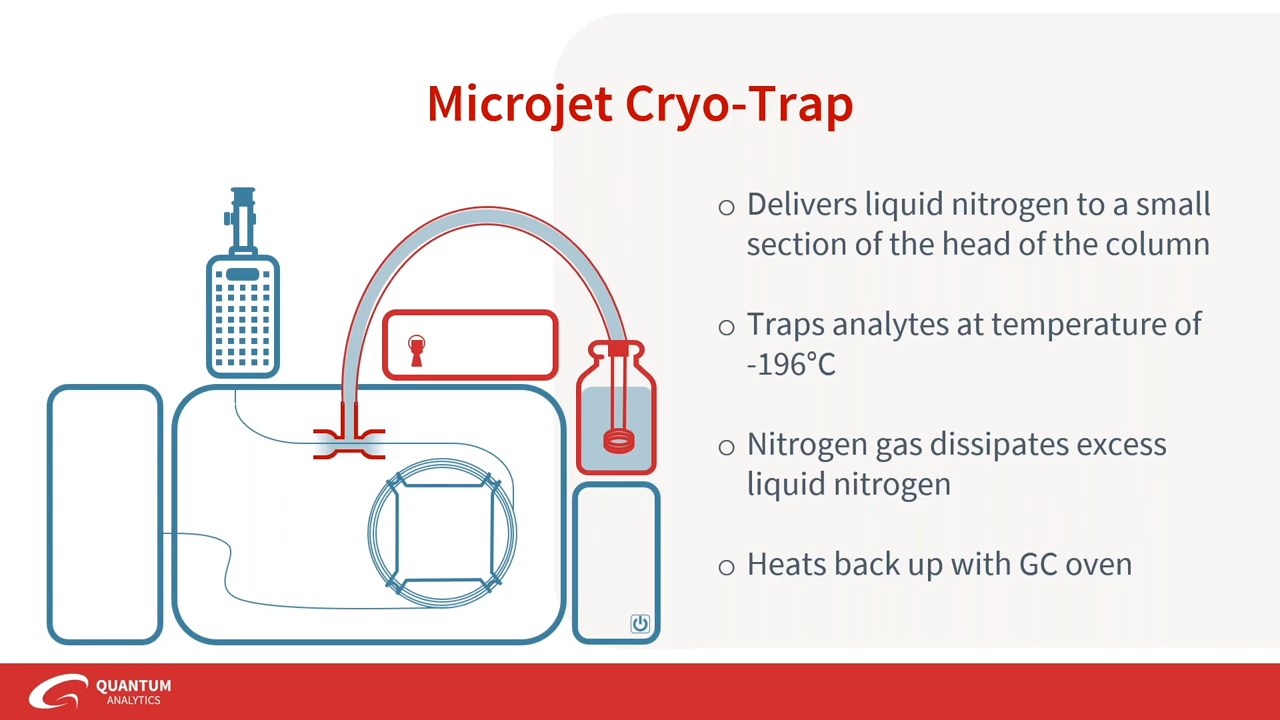 Microjet Cryo-Trap
○ Delivers liquid nitrogen to a small
section of the head of the column
○ Traps analytes at temperature of
-196°C
○ Nitrogen gas dissipates excess
liquid nitrogen
○ Heats back up with GC oven
QUANTUM
ANALYTICS